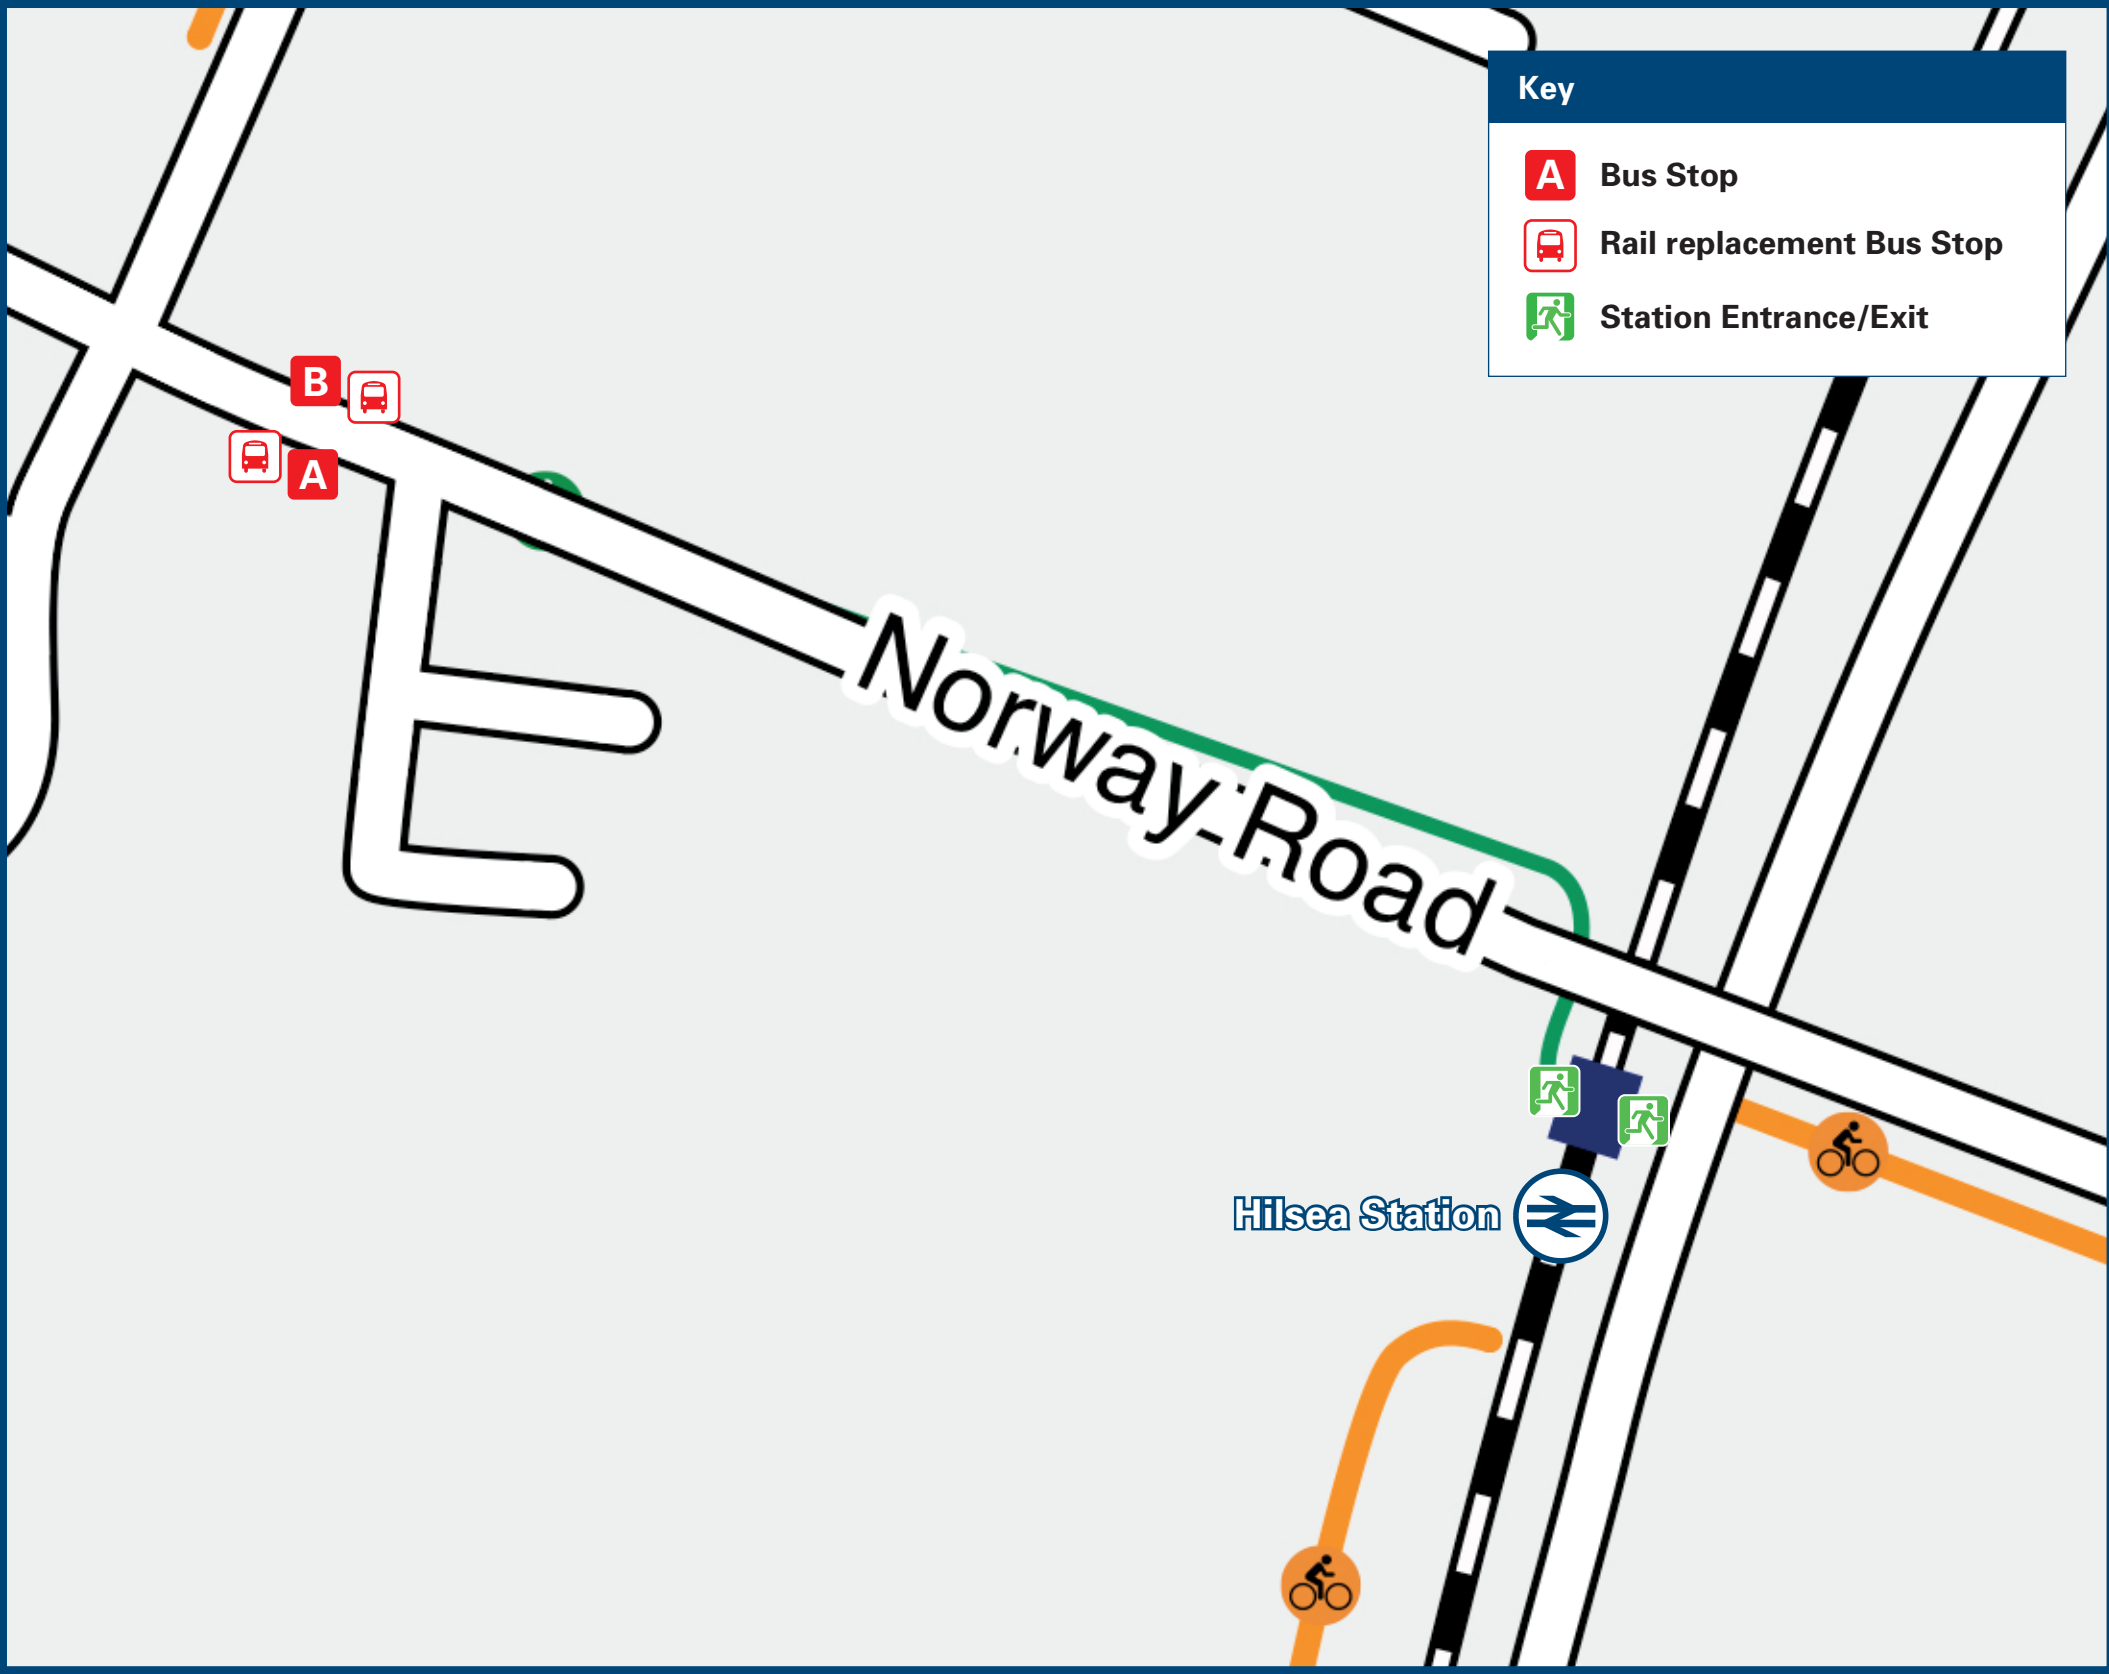 Key
A Bus Stop
Rail replacement Bus Stop
Station Entrance/Exit
B
A
Norway Road
Hilsea Station